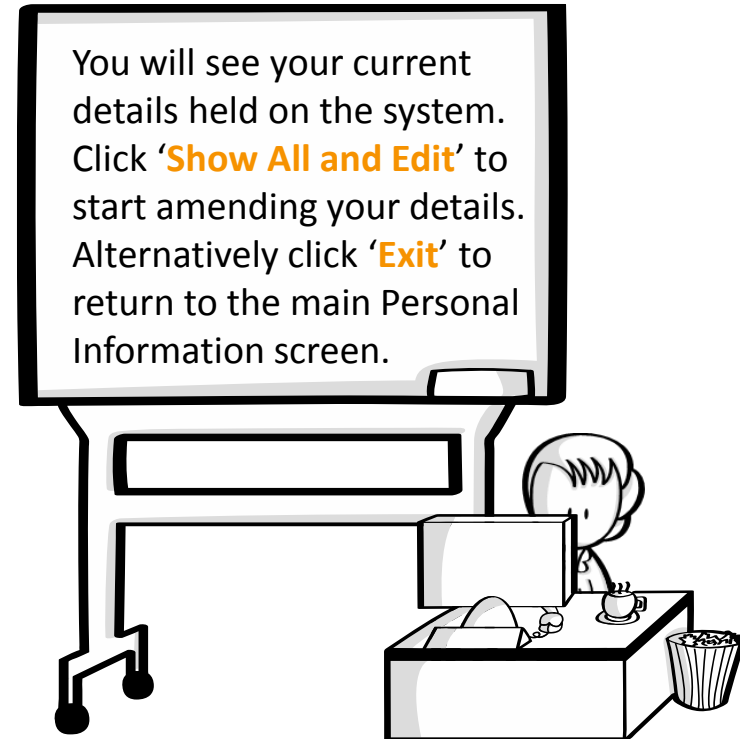 You will see your current
details held on the system.
Click ‘Show All and Edit’ to
start amending your details.
Alternatively click ‘Exit’ to
return to the main Personal
Information screen.